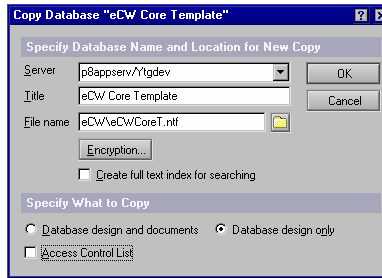 Copy Database "eCW Core Template"
Specify Database Name and Location for New Copy
Server p8appserv/Ytgdev OK
Title eCW Core Template Cancel
File name eCW\eCWCoreT.ntf
Encryption...
Create full text index for searching
Specify What to Copy
Database design and documents Database design only
Access Control List